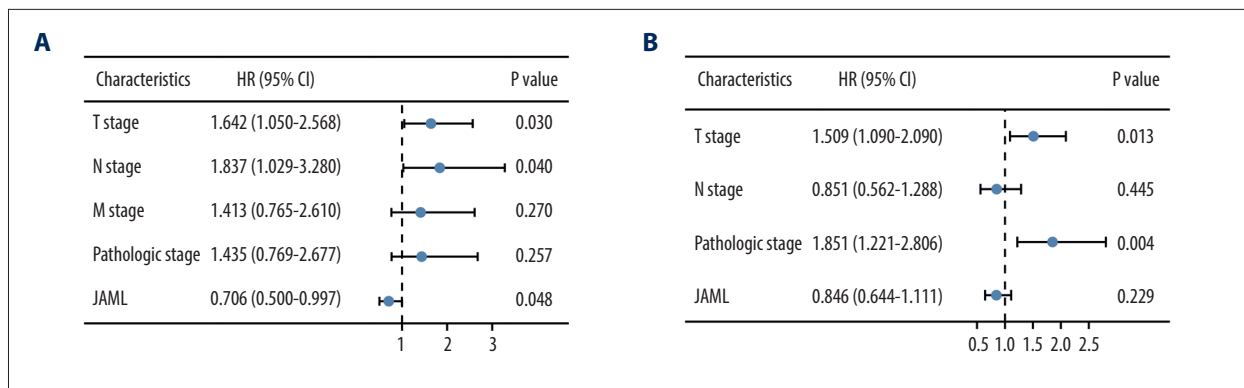 A
Characteristics HR (95% CI) P value
T stage 1.642 (1.050-2.568) 0.030
N stage 1.837 (1.029-3.280) 0.040
M stage 1.413 (0.765-2.610) 0.270
Pathologic stage 1.435 (0.769-2.677) 0.257
JAML 0.706 (0.500-0.997) 0.048
1 2 3
B
Characteristics HR (95% CI) P value
T stage 1.509 (1.090-2.090) 0.013
N stage 0.851 (0.562-1.288) 0.445
Pathologic stage 1.851 (1.221-2.806) 0.004
JAML 0.846 (0.644-1.111) 0.229
0.5 1.0 1.5 2.0 2.5